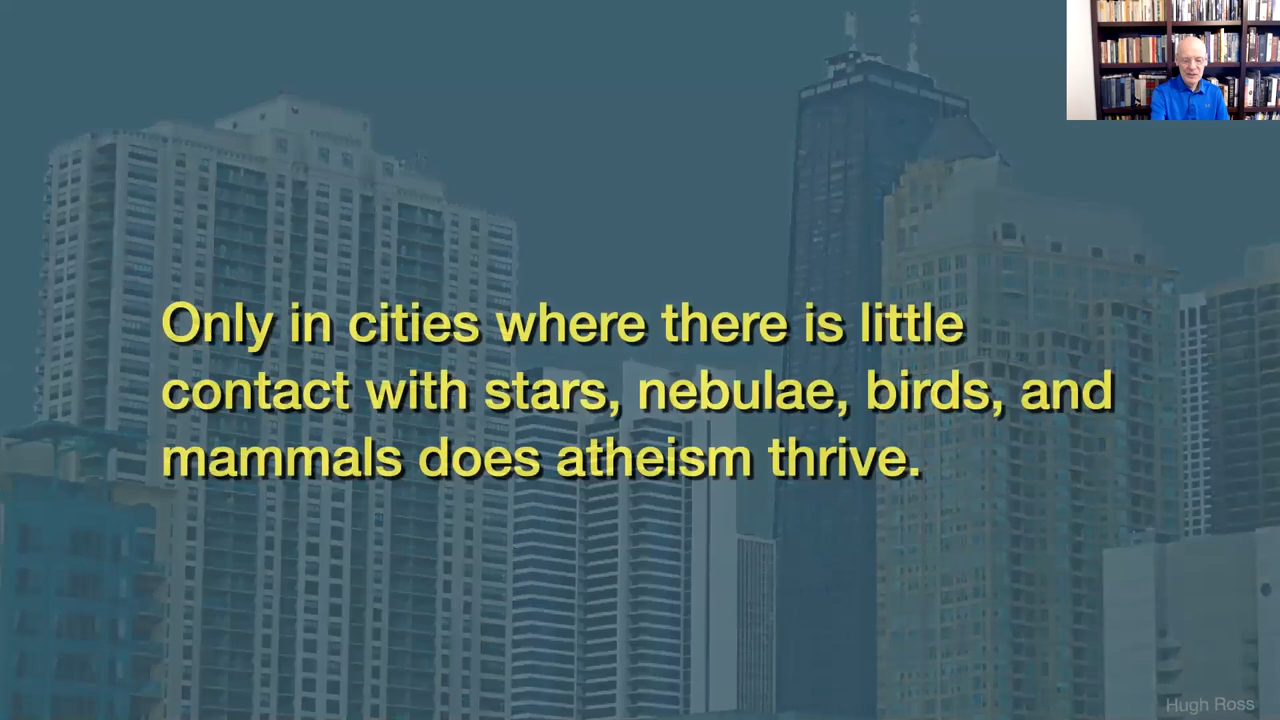 Only in cities where there is little
contact with stars, nebulae, birds, and
mammals does atheism thrive.
Hugh Ross